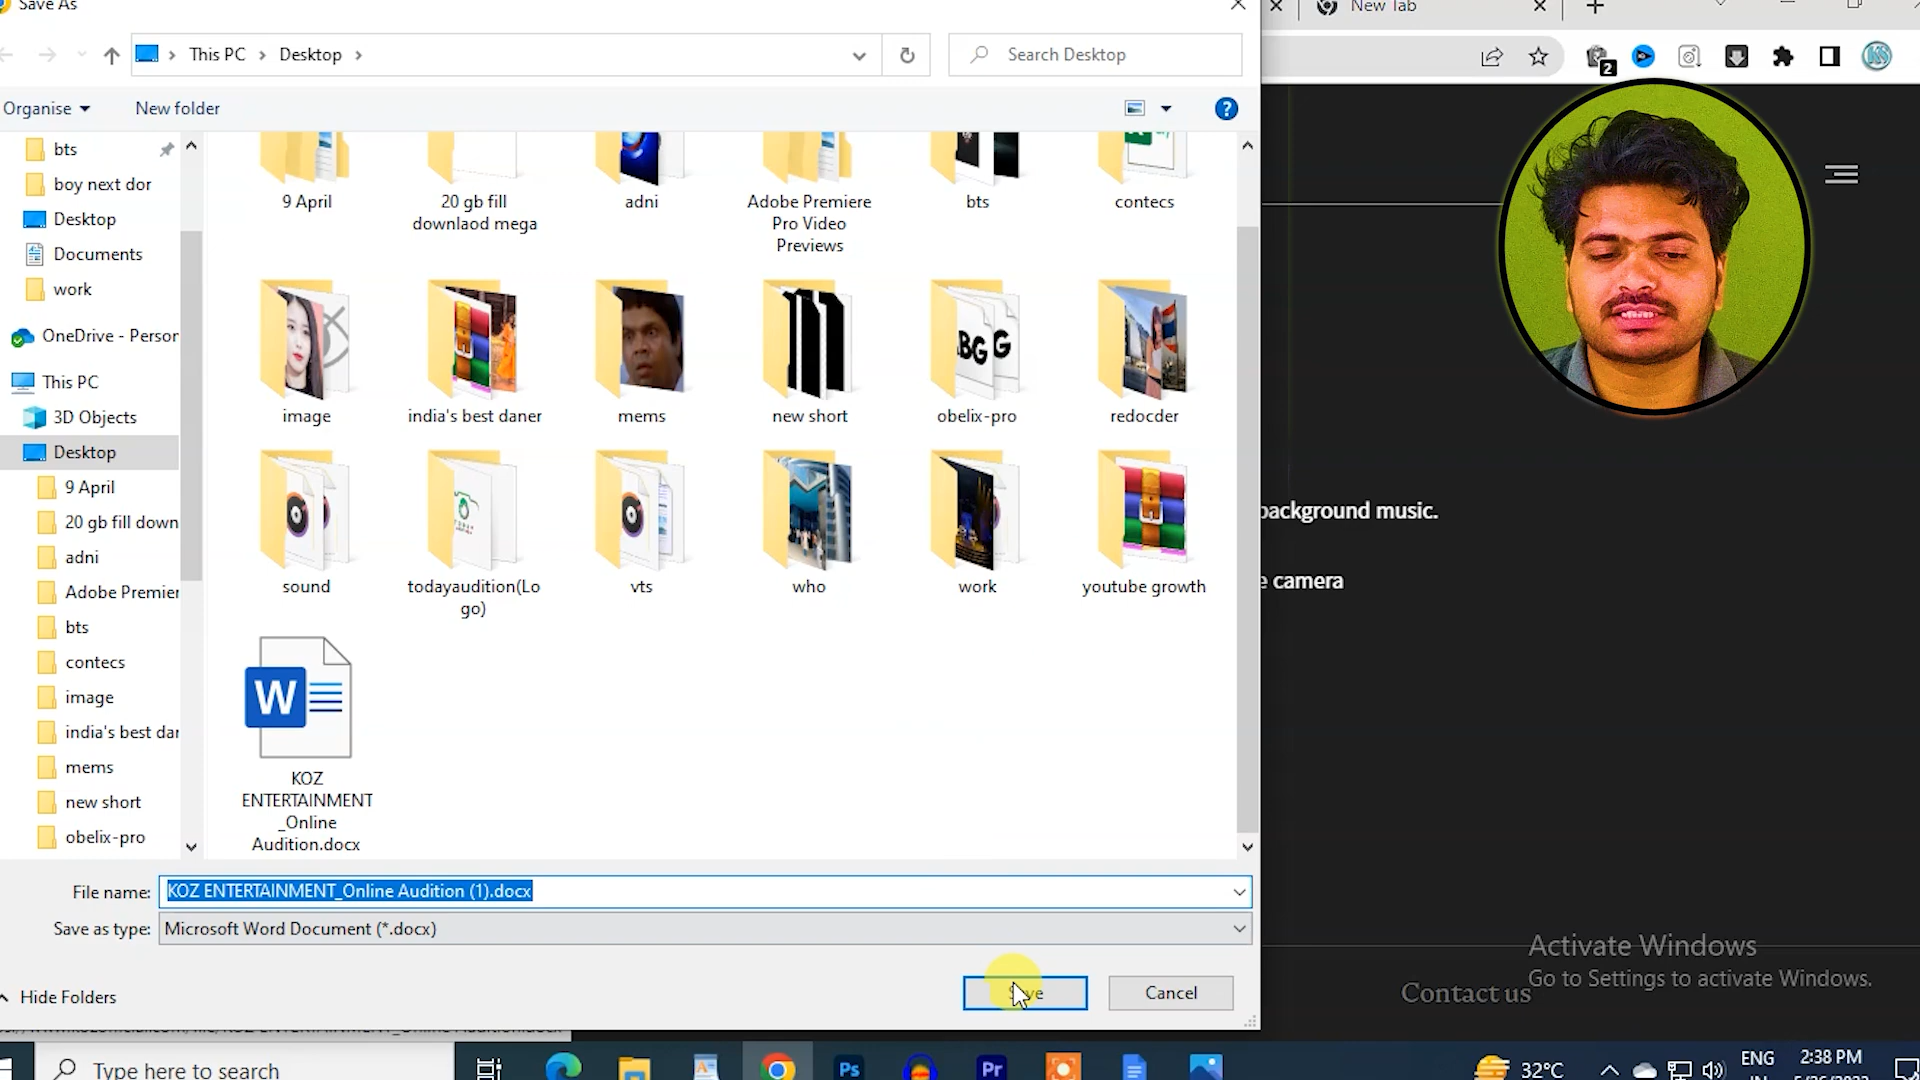 Save As
New Tab
This PC
Desktop
Search Desktop
2
Organise
New folder
bts
boy next dor
Desktop
Documents
work
OneDrive - Person
This PC
3D Objects
Desktop
9 April
20 gb fill down
adni
Adobe Premier
bts
contecs
image
india's best dan
mems
new short
obelix-pro
9 April
20 gb fill
downlaod mega
adni
Adobe Premiere
Pro Video
Previews
bts
contecs
image
india's best daner
mems
new short
obelix-pro
redocder
sound
todayaudition(Lo
go)
vts
who
work
youtube growth
W
KOZ
ENTERTAINMENT
_Online
Audition.docx
File name: KOZ ENTERTAINMENT_Online Audition (1).docx
Save as type: Microsoft Word Document (*.docx)
Hide Folders
Save
Cancel
background music.
e camera
Activate Windows
Go to Settings to activate Windows.
Contact us
Type here to search
Ps
Pr
32°C
ENG
IN
2:38 PM